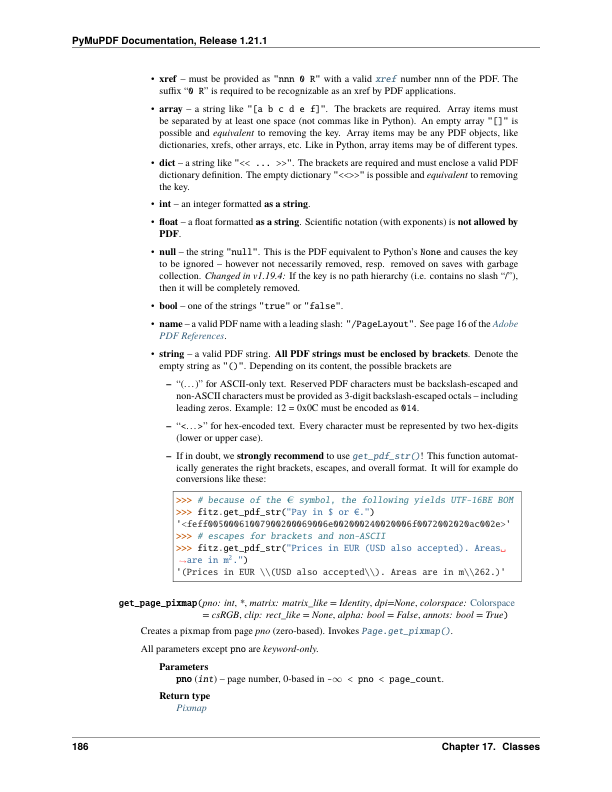 PyMuPDF Documentation, Release 1.21.1
• xref – must be provided as "nnn 0 R" with a valid xref number nnn of the PDF. The
suffix “0 R” is required to be recognizable as an xref by PDF applications.
• array – a string like "[a b c d e f]". The brackets are required. Array items must
be separated by at least one space (not commas like in Python). An empty array "[]" is
possible and equivalent to removing the key. Array items may be any PDF objects, like
dictionaries, xrefs, other arrays, etc. Like in Python, array items may be of different types.
• dict – a string like "<< ... >>". The brackets are required and must enclose a valid PDF
dictionary definition. The empty dictionary "<<>>" is possible and equivalent to removing
the key.
• int – an integer formatted as a string.
• float – a float formatted as a string. Scientific notation (with exponents) is not allowed by
PDF.
• null – the string "null". This is the PDF equivalent to Python’s None and causes the key
to be ignored – however not necessarily removed, resp. removed on saves with garbage
collection. Changed in v1.19.4: If the key is no path hierarchy (i.e. contains no slash “/”),
then it will be completely removed.
• bool – one of the strings "true" or "false".
• name – a valid PDF name with a leading slash: "/PageLayout". See page 16 of the Adobe
PDF References.
• string – a valid PDF string. All PDF strings must be enclosed by brackets. Denote the
empty string as "()". Depending on its content, the possible brackets are
– “(...)” for ASCII-only text. Reserved PDF characters must be backslash-escaped and
non-ASCII characters must be provided as 3-digit backslash-escaped octals – including
leading zeros. Example: 12 = 0x0C must be encoded as 014.
– “<...>” for hex-encoded text. Every character must be represented by two hex-digits
(lower or upper case).
– If in doubt, we strongly recommend to use get_pdf_str()! This function automat-
ically generates the right brackets, escapes, and overall format. It will for example do
conversions like these:
>>> # because of the € symbol, the following yields UTF-16BE BOM
>>> fitz.get_pdf_str("Pay in $ or €.")
'<feff00500061007900200069006e002000240020006f0072002020ac002e>'
>>> # escapes for brackets and non-ASCII
>>> fitz.get_pdf_str("Prices in EUR (USD also accepted). Areas␣
↪are in m².")
'(Prices in EUR \\(USD also accepted\\). Areas are in m\\262.)'
get_page_pixmap(pno: int, *, matrix: matrix_like = Identity, dpi=None, colorspace: Colorspace
= csRGB, clip: rect_like = None, alpha: bool = False, annots: bool = True)
Creates a pixmap from page pno (zero-based). Invokes Page.get_pixmap().
All parameters except pno are keyword-only.
Parameters
pno (int) – page number, 0-based in -∞ < pno < page_count.
Return type
Pixmap
186
Chapter 17. Classes